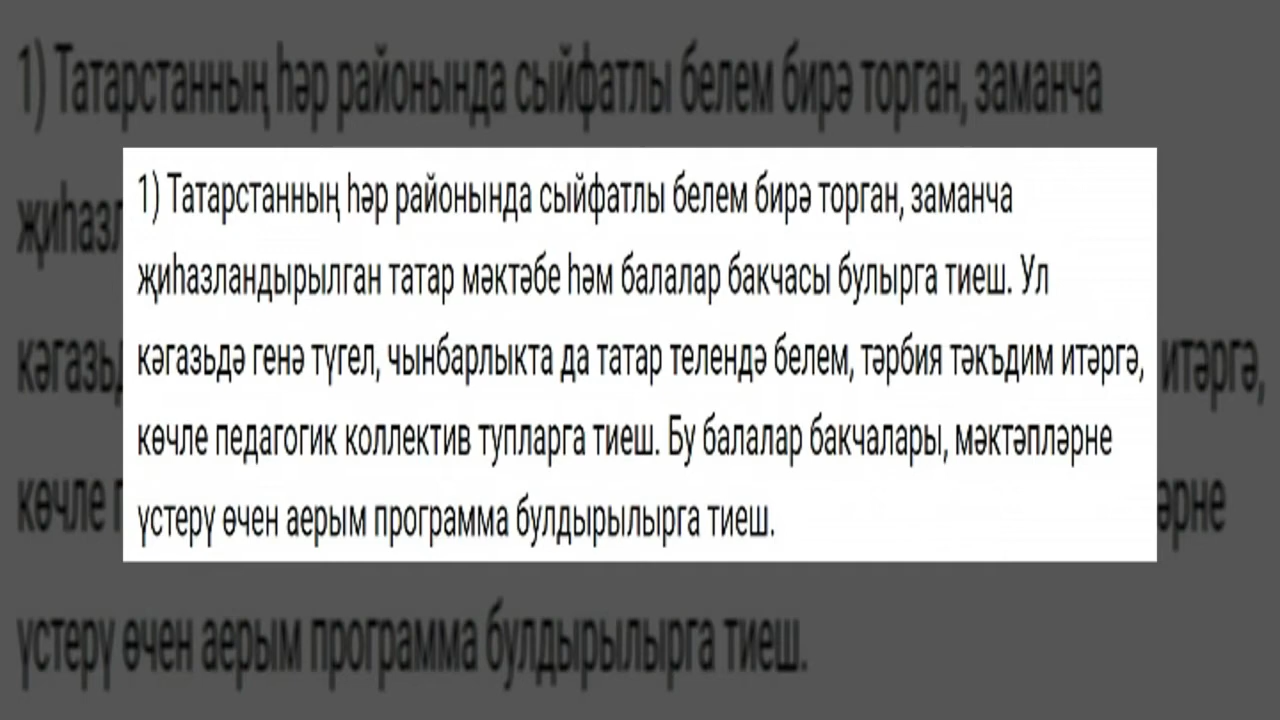 1) Татарстанның һәр районында сыйфатлы белем бирә торган, заманча
җиһазландырылган татар мәктәбе һәм балалар бакчасы булырга тиеш. Ул
кәгазьдә генә түгел, чынбарлыкта да татар телендә белем, тәрбия тәкъдим итәргә,
көчле педагогик коллектив тупларга тиеш. Бу балалар бакчалары, мәктәпләрне
үстерү өчен аерым программа булдырылырга тиеш.